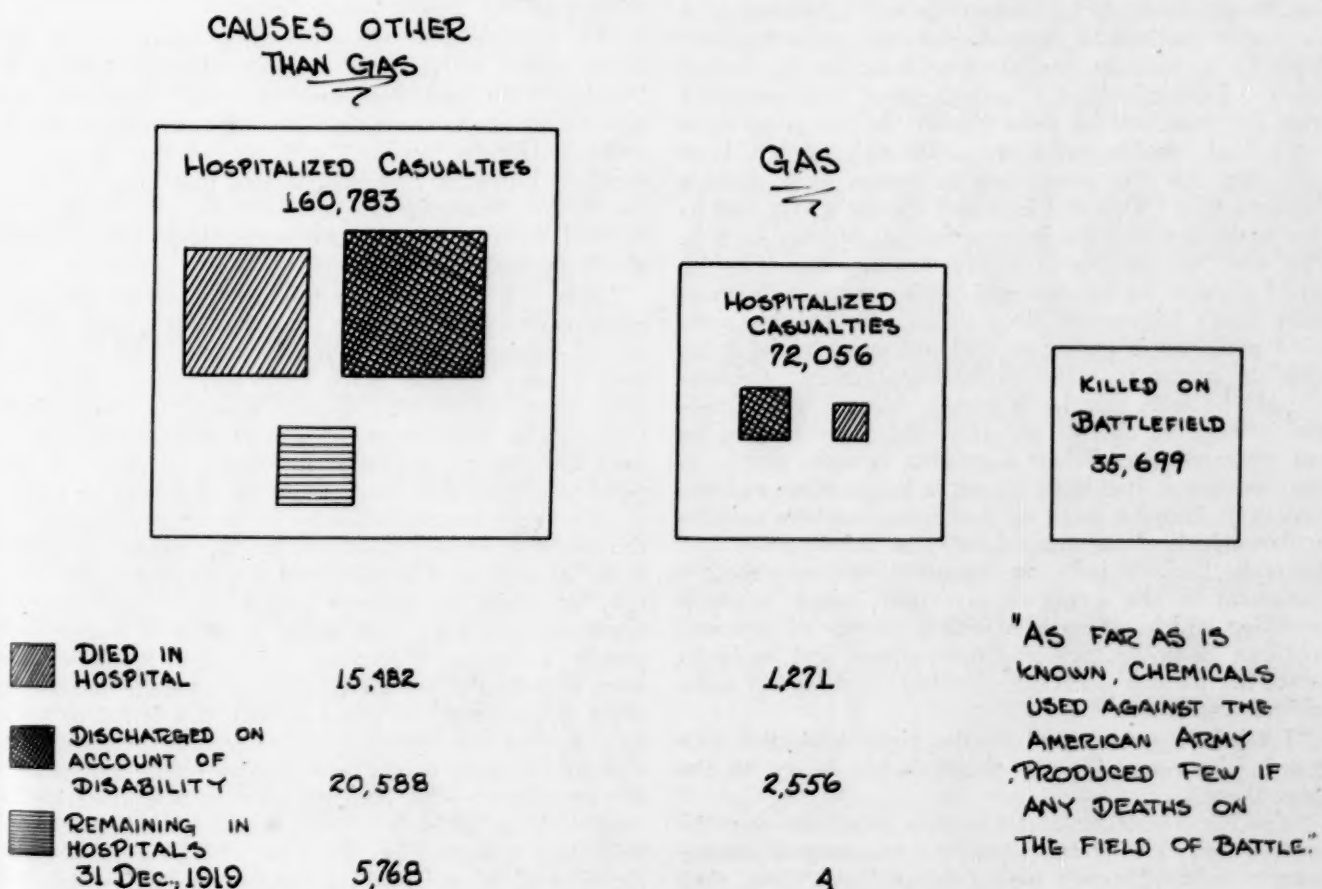 CAUSES OTHER
THAN GAS
HOSPITALIZED CASUALTIES
160,783
GAS
HOSPITALIZED
CASUALTIES
72,056
KILLED ON
BATTLEFIELD
35,699
DIED IN
HOSPITAL
15,482
1,271
DISCHARGED ON
ACCOUNT OF
DISABILITY
20,588
2,556
REMAINING IN
HOSPITALS
31 DEC., 1919
5,768
4
"AS FAR AS IS
KNOWN, CHEMICALS
USED AGAINST THE
AMERICAN ARMY
PRODUCED FEW IF
ANY DEATHS ON
THE FIELD OF BATTLE."